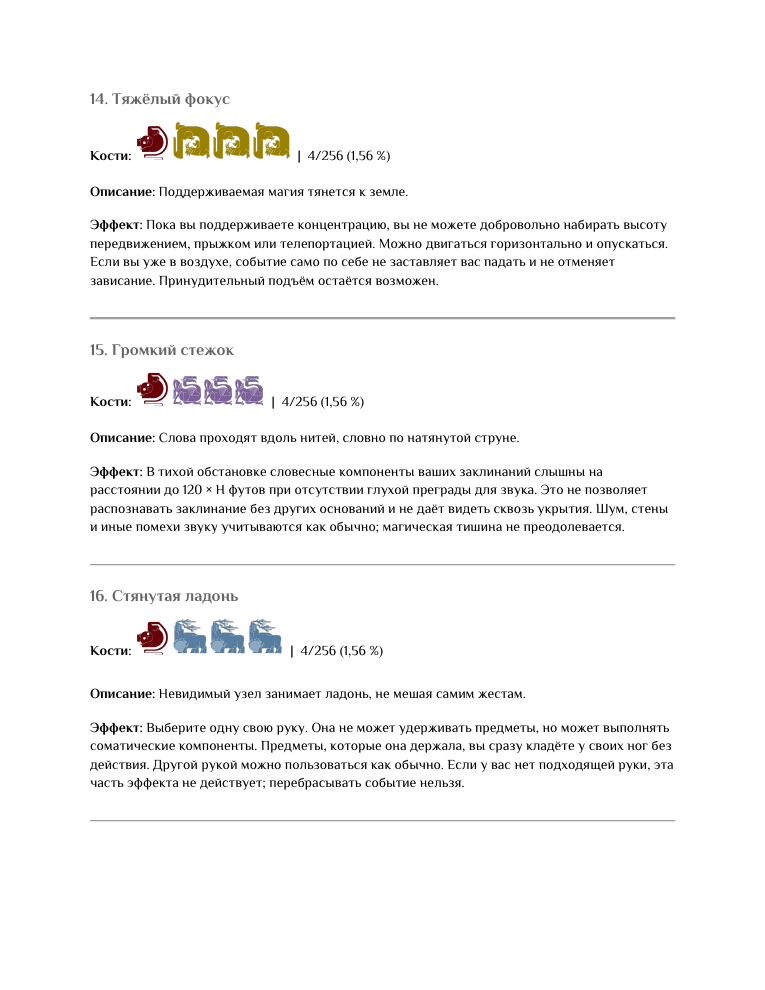 14. Тяжёлый фокус
Кости: | 4/256 (1,56 %)
Описание: Поддерживаемая магия тянется к земле.
Эффект: Пока вы поддерживаете концентрацию, вы не можете добровольно набирать высоту
передвижением, прыжком или телепортацией. Можно двигаться горизонтально и опускаться.
Если вы уже в воздухе, событие само по себе не заставляет вас падать и не отменяет
зависание. Принудительный подъём остаётся возможен.
15. Громкий стежок
Кости: | 4/256 (1,56 %)
Описание: Слова проходят вдоль нитей, словно по натянутой струне.
Эффект: В тихой обстановке словесные компоненты ваших заклинаний слышны на
расстоянии до 120 × H футов при отсутствии глухой преграды для звука. Это не позволяет
распознавать заклинание без других оснований и не даёт видеть сквозь укрытия. Шум, стены
и иные помехи звуку учитываются как обычно; магическая тишина не преодолевается.
16. Стянутая ладонь
Кости: | 4/256 (1,56 %)
Описание: Невидимый узел занимает ладонь, не мешая самим жестам.
Эффект: Выберите одну свою руку. Она не может удерживать предметы, но может выполнять
соматические компоненты. Предметы, которые она держала, вы сразу кладёте у своих ног без
действия. Другой рукой можно пользоваться как обычно. Если у вас нет подходящей руки, эта
часть эффекта не действует; перебрасывать событие нельзя.